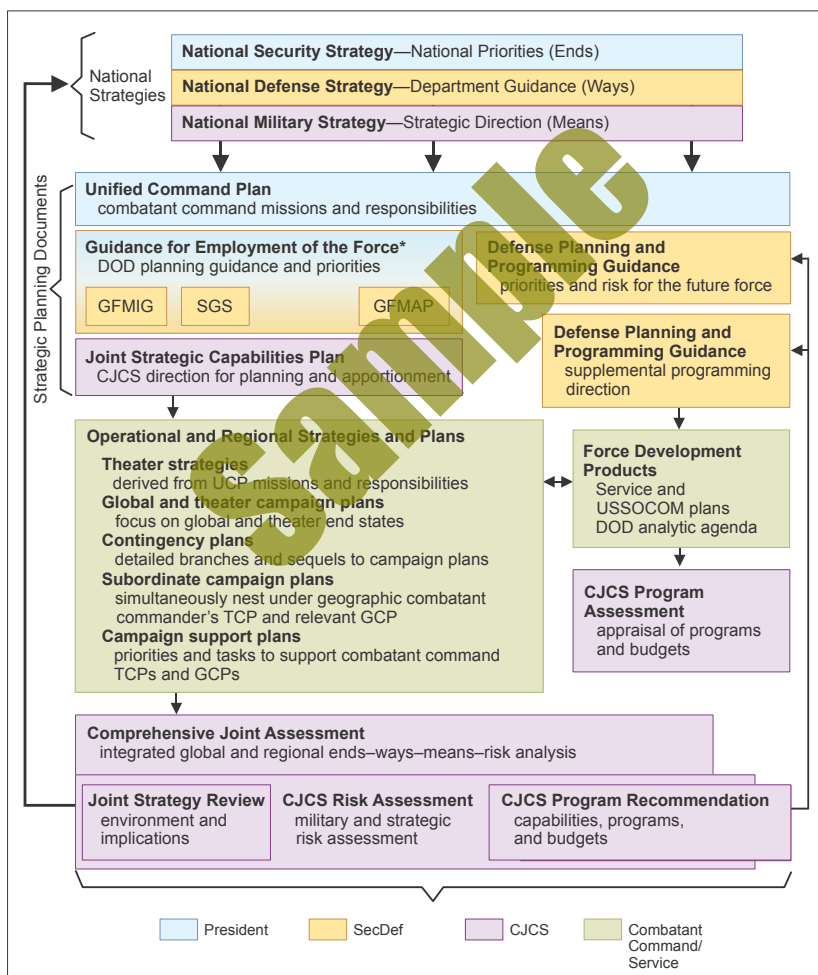 National Security Strategy—National Priorities (Ends)
National
Strategies
National Defense Strategy—Department Guidance (Ways)
National Military Strategy—Strategic Direction (Means)
Strategic Planning Documents
Unified Command Plan
combatant command missions and responsibilities
Guidance for Employment of the Force*
DOD planning guidance and priorities
GFMIG
SGS
GFMAP
Defense Planning and
Programming Guidance
priorities and risk for the future force
Joint Strategic Capabilities Plan
CJCS direction for planning and apportionment
Defense Planning and
Programming Guidance
supplemental programming
direction
Operational and Regional Strategies and Plans
Theater strategies
derived from UCP missions and responsibilities
Global and theater campaign plans
focus on global and theater end states
Contingency plans
detailed branches and sequels to campaign plans
Subordinate campaign plans
simultaneously nest under geographic combatant
commander's TCP and relevant GCP
Campaign support plans
priorities and tasks to support combatant command
TCPs and GCPs
Force Development
Products
Service and
USSOCOM plans
DOD analytic agenda
CJCS Program
Assessment
appraisal of programs
and budgets
Comprehensive Joint Assessment
integrated global and regional ends–ways–means–risk analysis
Joint Strategy Review
environment and
implications
CJCS Risk Assessment
military and strategic
risk assessment
CJCS Program Recommendation
capabilities, programs,
and budgets
President
SecDef
CJCS
Combatant
Command/
Service
Sample